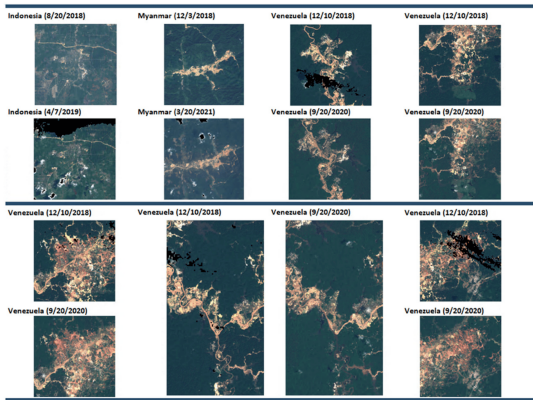 Indonesia (8/20/2018) Myanmar (12/3/2018) Venezuela (12/10/2018) Venezuela (12/10/2018)
Indonesia (4/7/2019) Myanmar (3/20/2021) Venezuela (9/20/2020) Venezuela (9/20/2020)
Venezuela (12/10/2018) Venezuela (12/10/2018) Venezuela (9/20/2020) Venezuela (12/10/2018)
Venezuela (9/20/2020) Venezuela (9/20/2020)